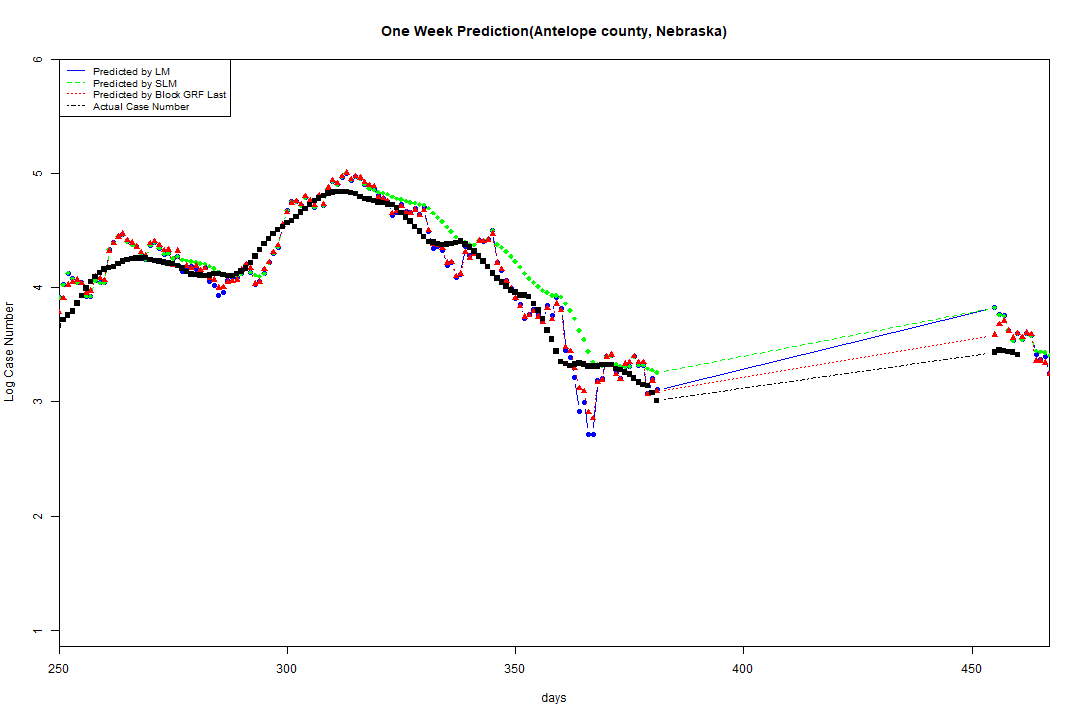 One Week Prediction(Antelope county, Nebraska)
6
Predicted by LM
Predicted by SLM
Predicted by Block GRF Last
Actual Case Number
5
4
3
2
1
Log Case Number
250 300 350 400 450
days